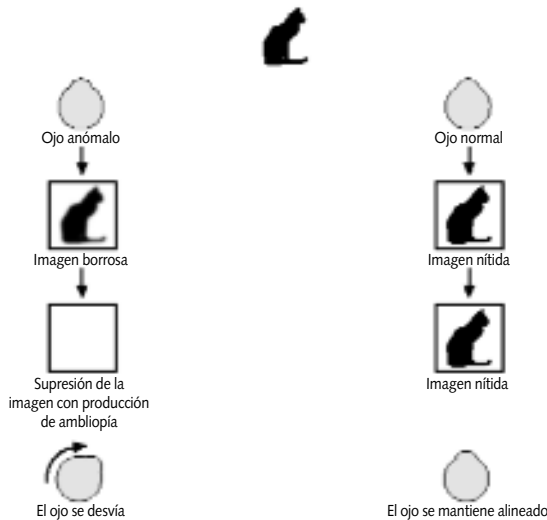 Ojo anómalo
Ojo normal
Imagen borrosa
Imagen nítida
Supresión de la
imagen con producción
de ambliopía
Imagen nítida
El ojo se desvía
El ojo se mantiene alineado